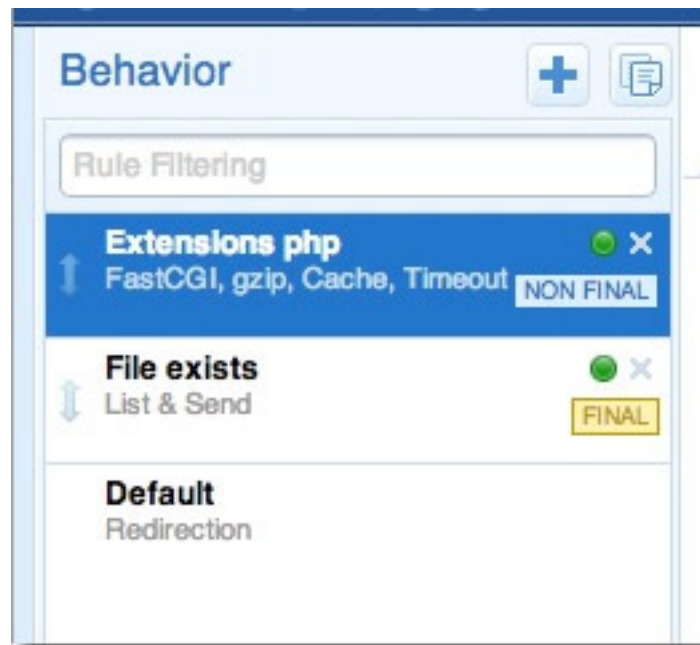 Behavior
Rule Filtering
Extensions php
FastCGI, gzip, Cache, Timeout
NON FINAL
File exists
List & Send
FINAL
Default
Redirection